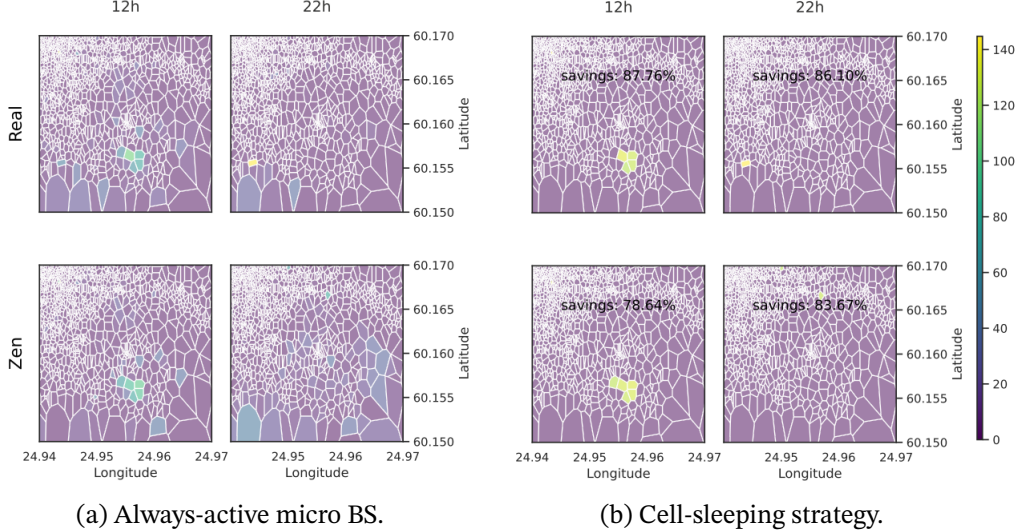 12h 22h 12h 22h
Real
60.170
60.165
60.160
60.155
60.150
Latitude
savings: 87.76% savings: 86.10%
60.170
60.165
60.160
60.155
60.150
Latitude
Zen
60.170
60.165
60.160
60.155
60.150
Latitude
savings: 78.64% savings: 83.67%
60.170
60.165
60.160
60.155
60.150
Latitude
140
120
100
80
60
40
20
0
24.94 24.95 24.96 24.97 24.95 24.96 24.97 24.94 24.95 24.96 24.97 24.95 24.96 24.97
Longitude Longitude Longitude Longitude
(a) Always-active micro BS. (b) Cell-sleeping strategy.